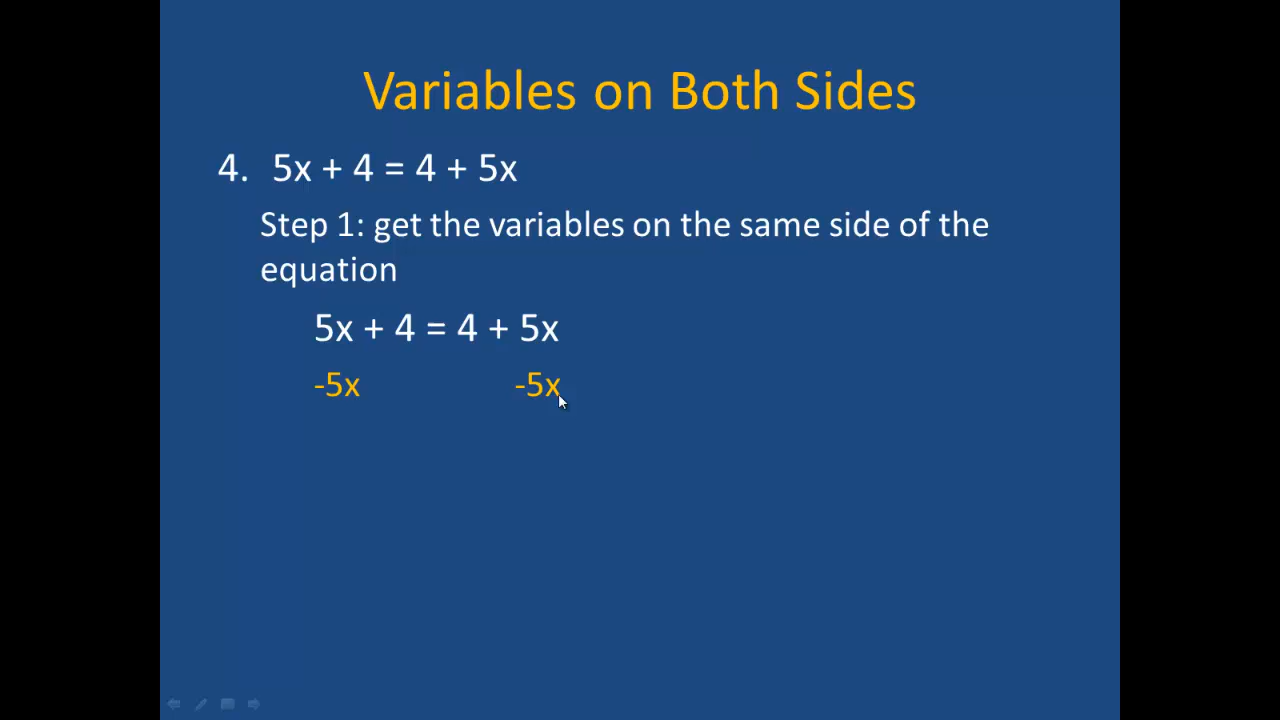 Variables on Both Sides
4. 5x + 4 = 4 + 5x
Step 1: get the variables on the same side of the
equation
5x + 4 = 4 + 5x
-5x -5x